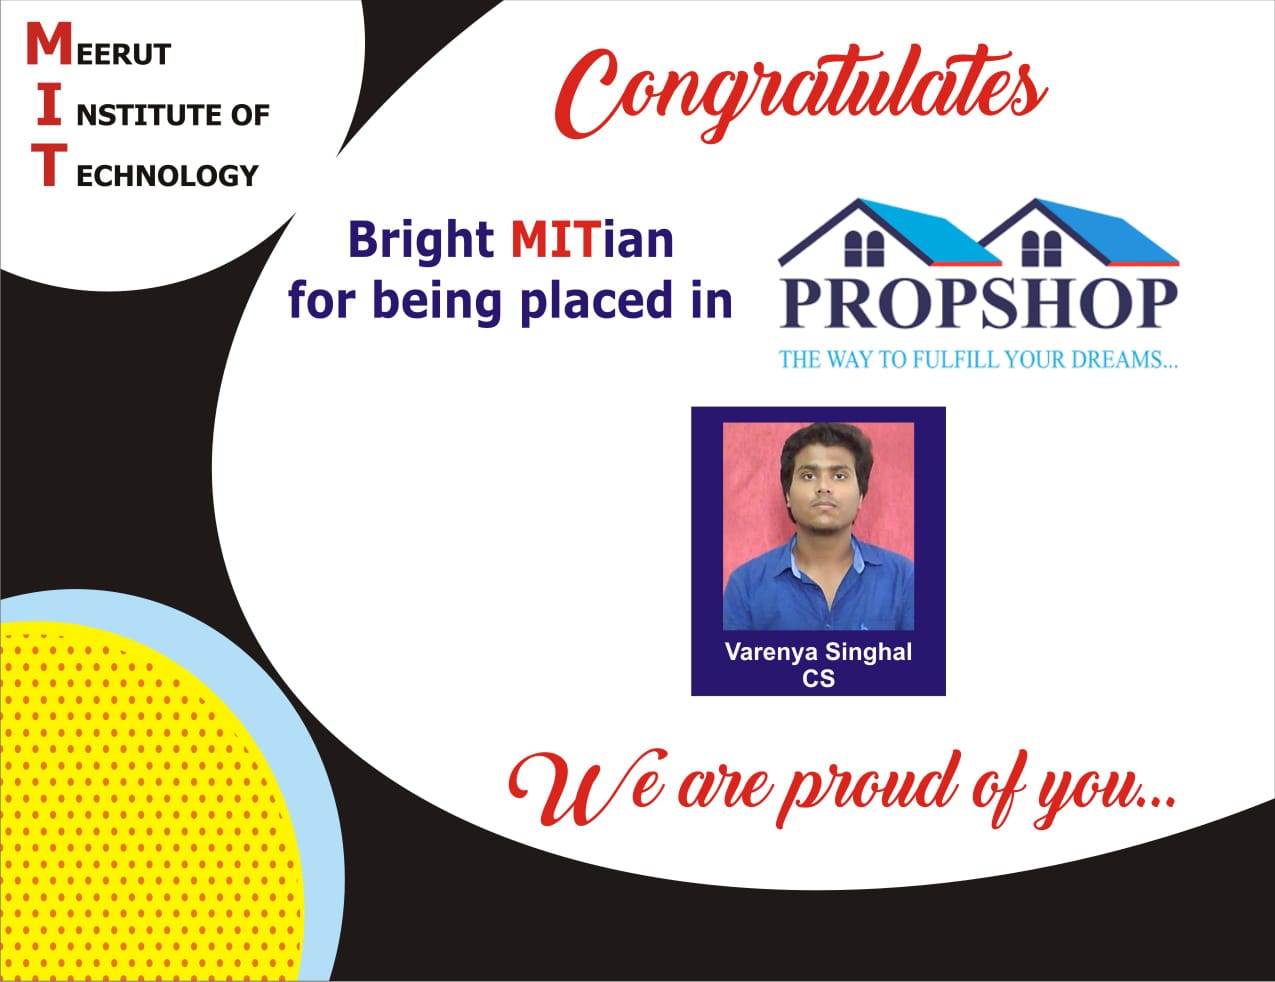 MEERUT
INSTITUTE OF
TECHNOLOGY
Congratulates
Bright MITian
for being placed in
PROPSHOP
THE WAY TO FULFILL YOUR DREAMS...
Varenya Singhal
CS
We are proud of you...